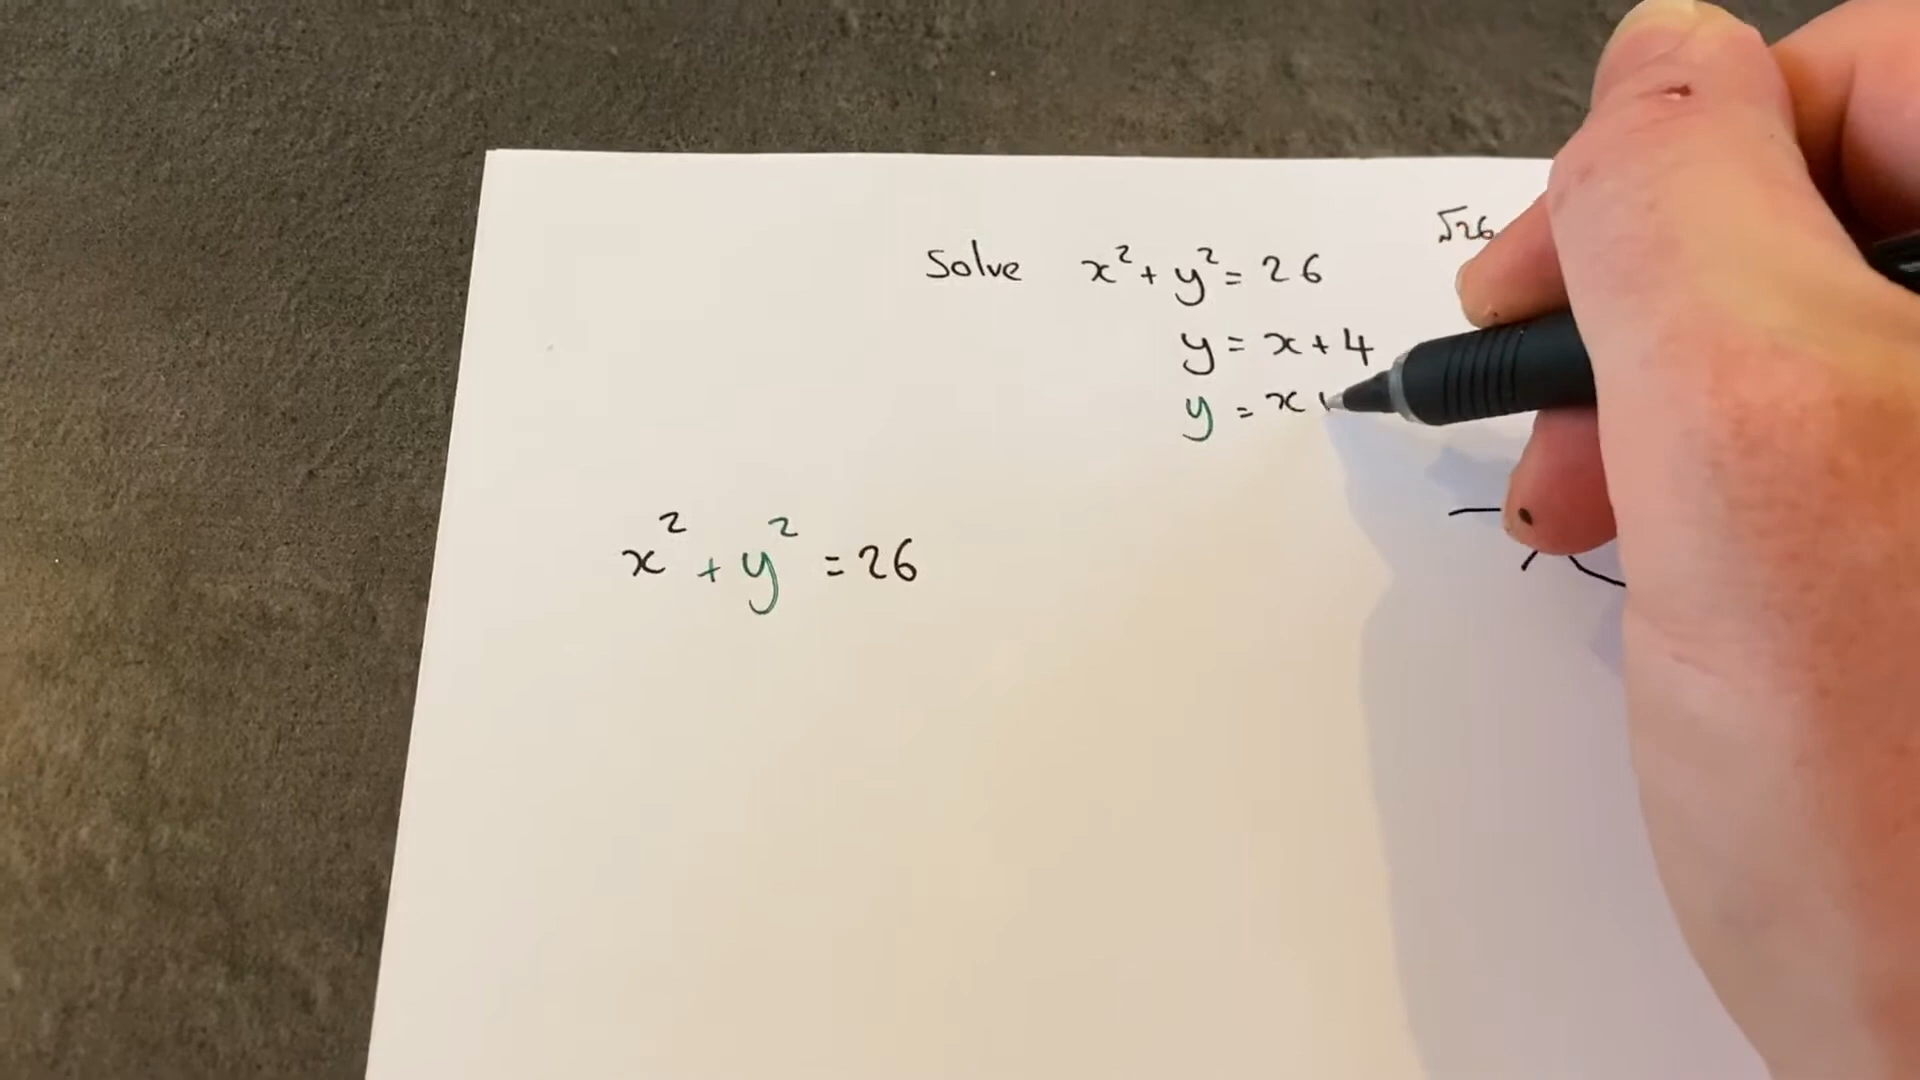 √26
Solve x² + y² = 26
y = x + 4
y = x
x² + y² = 26